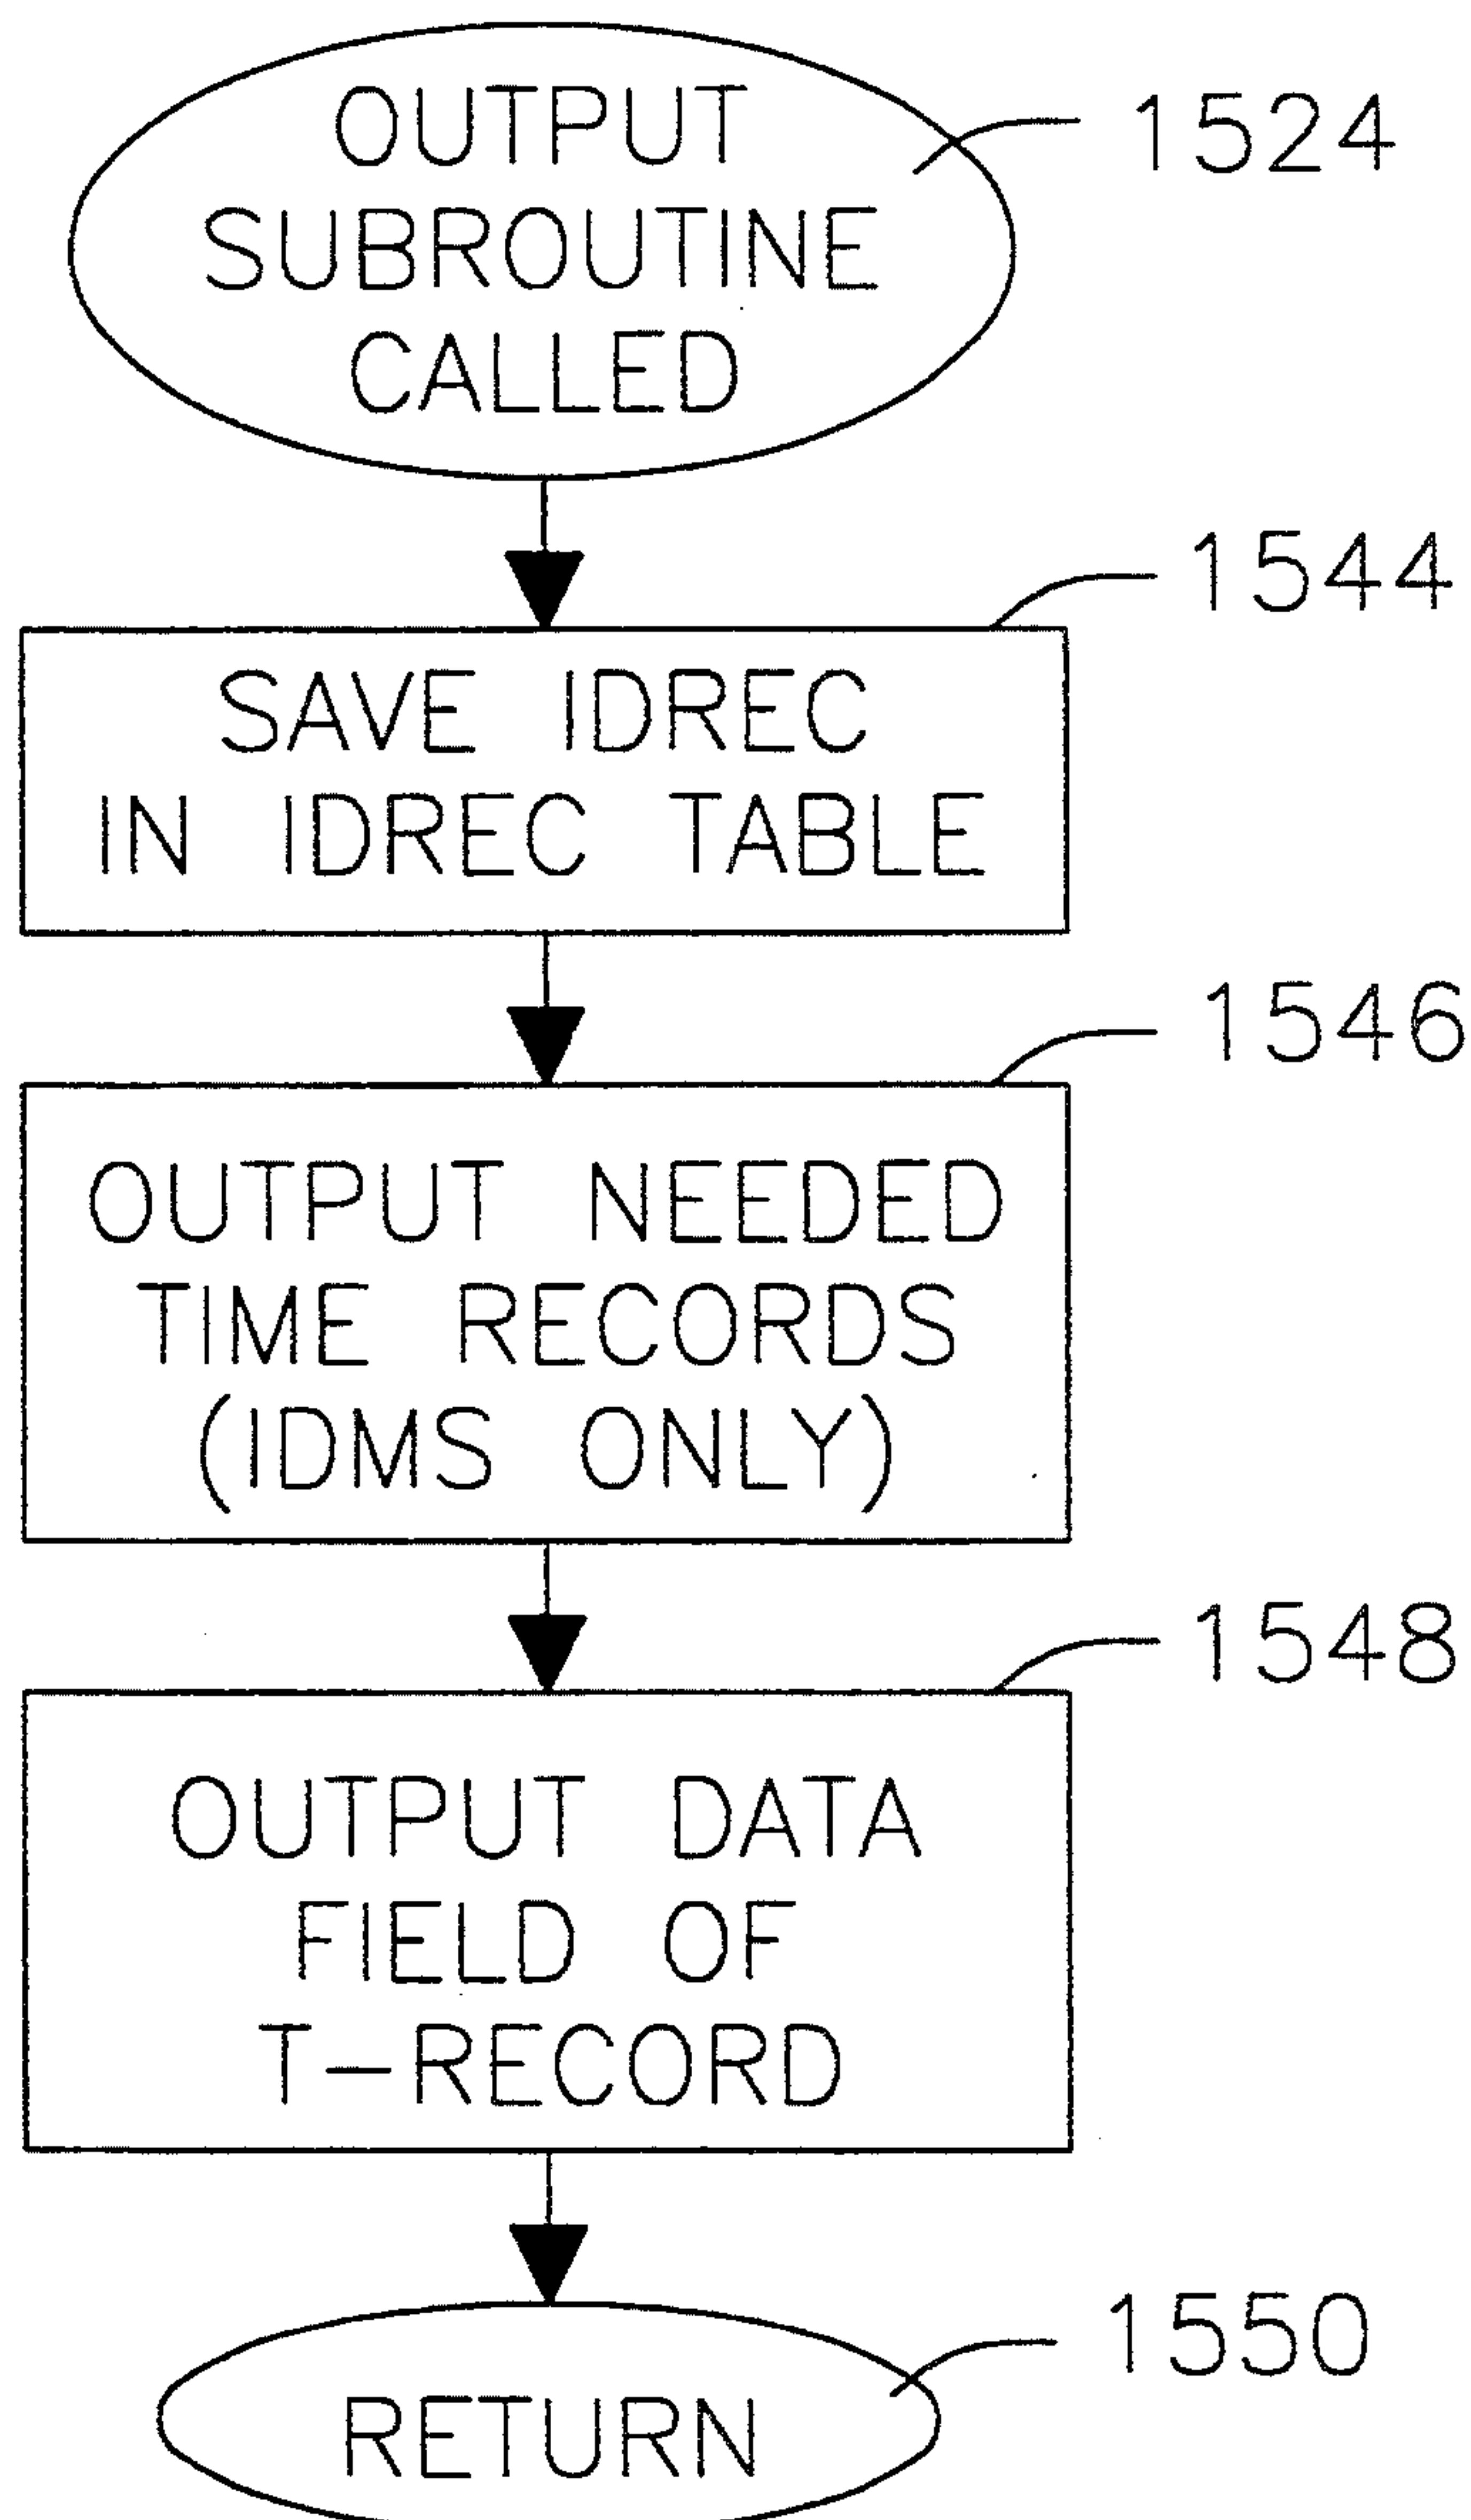 OUTPUT
SUBROUTINE
CALLED
1524
1544
SAVE IDREC
IN IDREC TABLE
1546
OUTPUT NEEDED
TIME RECORDS
(IDMS ONLY)
1548
OUTPUT DATA
FIELD OF
T-RECORD
1550
RETURN